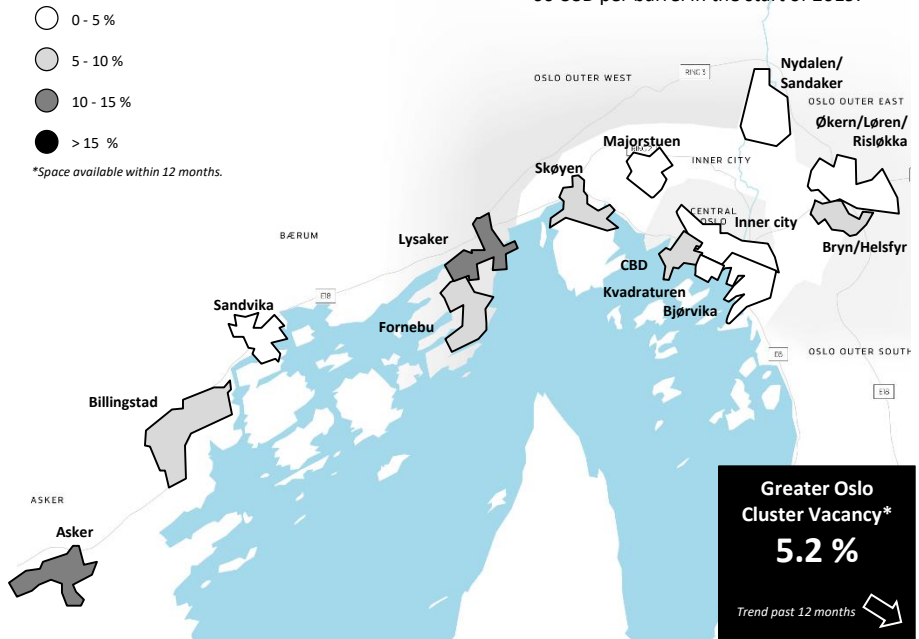 0 - 5 %
5 - 10 %
10 - 15 %
> 15 %
*Space available within 12 months.
Nydalen/
Sandaker
OSLO OUTER WEST
RING 3
OSLO OUTER EAST
Økern/Løren/
Risløkka
Majorstuen
INNER CITY
Skøyen
CENTRAL
OSLO
Inner city
BÆRUM
Lysaker
Bryn/Helsfyr
CBD
Kvadraturen
Bjørvika
E18
Sandvika
Fornebu
OSLO OUTER SOUTH
E6
E18
Billingstad
ASKER
Asker
Greater Oslo
Cluster Vacancy*
5.2 %
Trend past 12 months